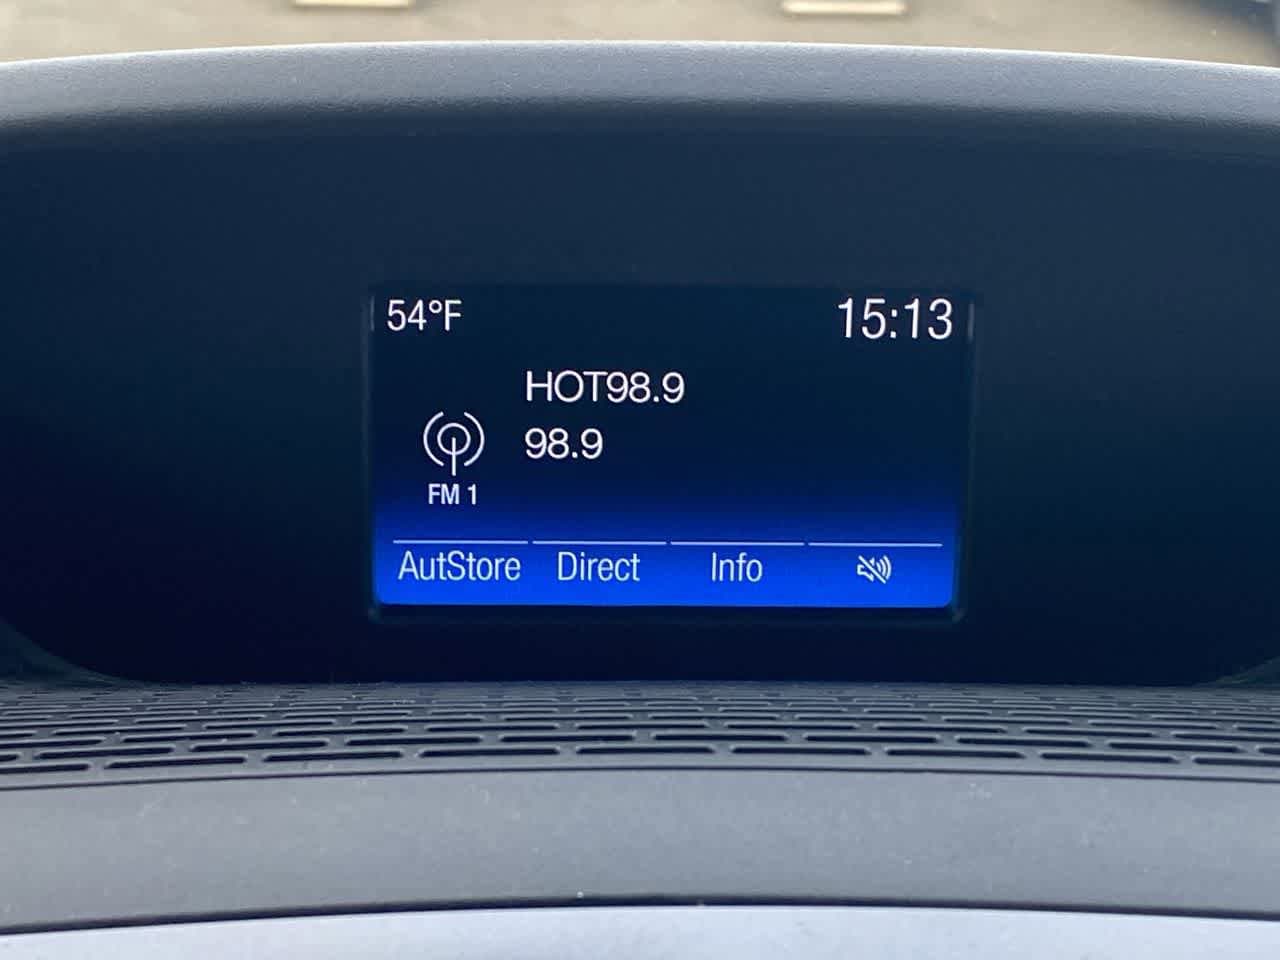 54°F
15:13
HOT98.9
98.9
FM 1
AutStore
Direct
Info